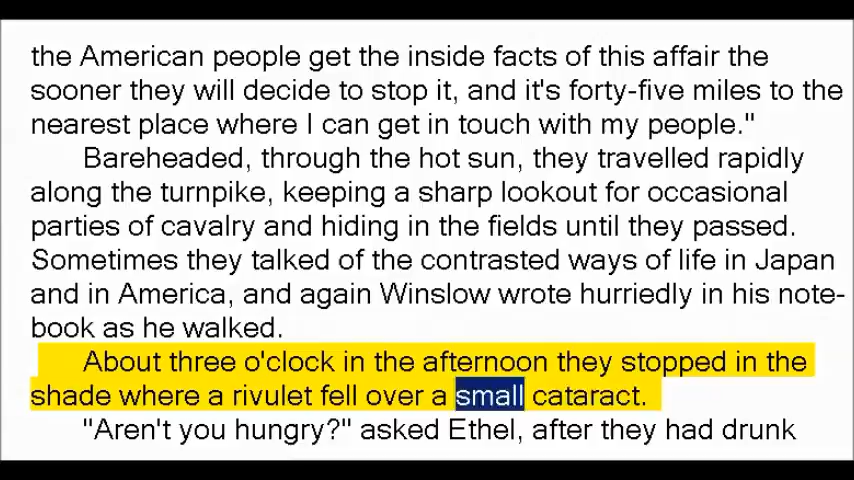 the American people get the inside facts of this affair the
sooner they will decide to stop it, and it's forty-five miles to the
nearest place where I can get in touch with my people."
Bareheaded, through the hot sun, they travelled rapidly
along the turnpike, keeping a sharp lookout for occasional
parties of cavalry and hiding in the fields until they passed.
Sometimes they talked of the contrasted ways of life in Japan
and in America, and again Winslow wrote hurriedly in his note-
book as he walked.
About three o'clock in the afternoon they stopped in the
shade where a rivulet fell over a small cataract.
"Aren't you hungry?" asked Ethel, after they had drunk